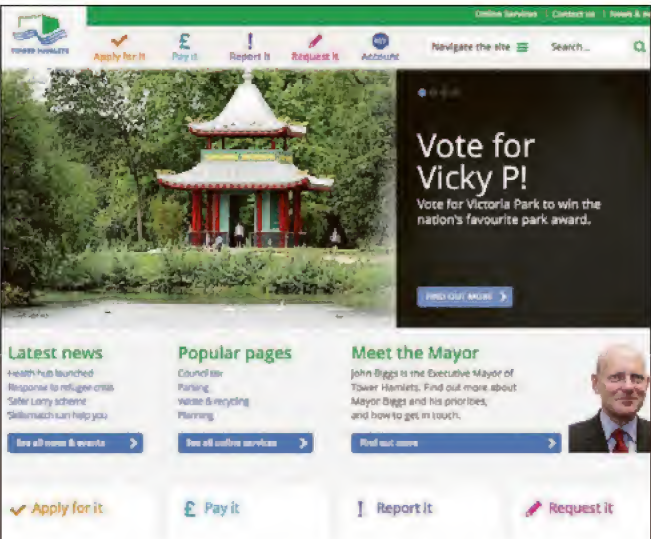 Online Services | Contact us | News &
TOWER HAMLETS
Apply for it
£
Pay it
!
Report it
Request it
Account
Navigate the site
Search...
Vote for
Vicky P!
Vote for Victoria Park to win the
nation's favourite park award.
FIND OUT MORE
Latest news
Health hub launched
Response to refugee crisis
Safer Lorry scheme
Skillsmatch can help you
See all news & events
Popular pages
Council tax
Parking
Waste & recycling
Planning
See all online services
Meet the Mayor
John Biggs is the Executive Mayor of
Tower Hamlets. Find out more about
Mayor Biggs and his priorities,
and how to get in touch.
Find out more
Apply for it
£ Pay it
! Report it
Request it